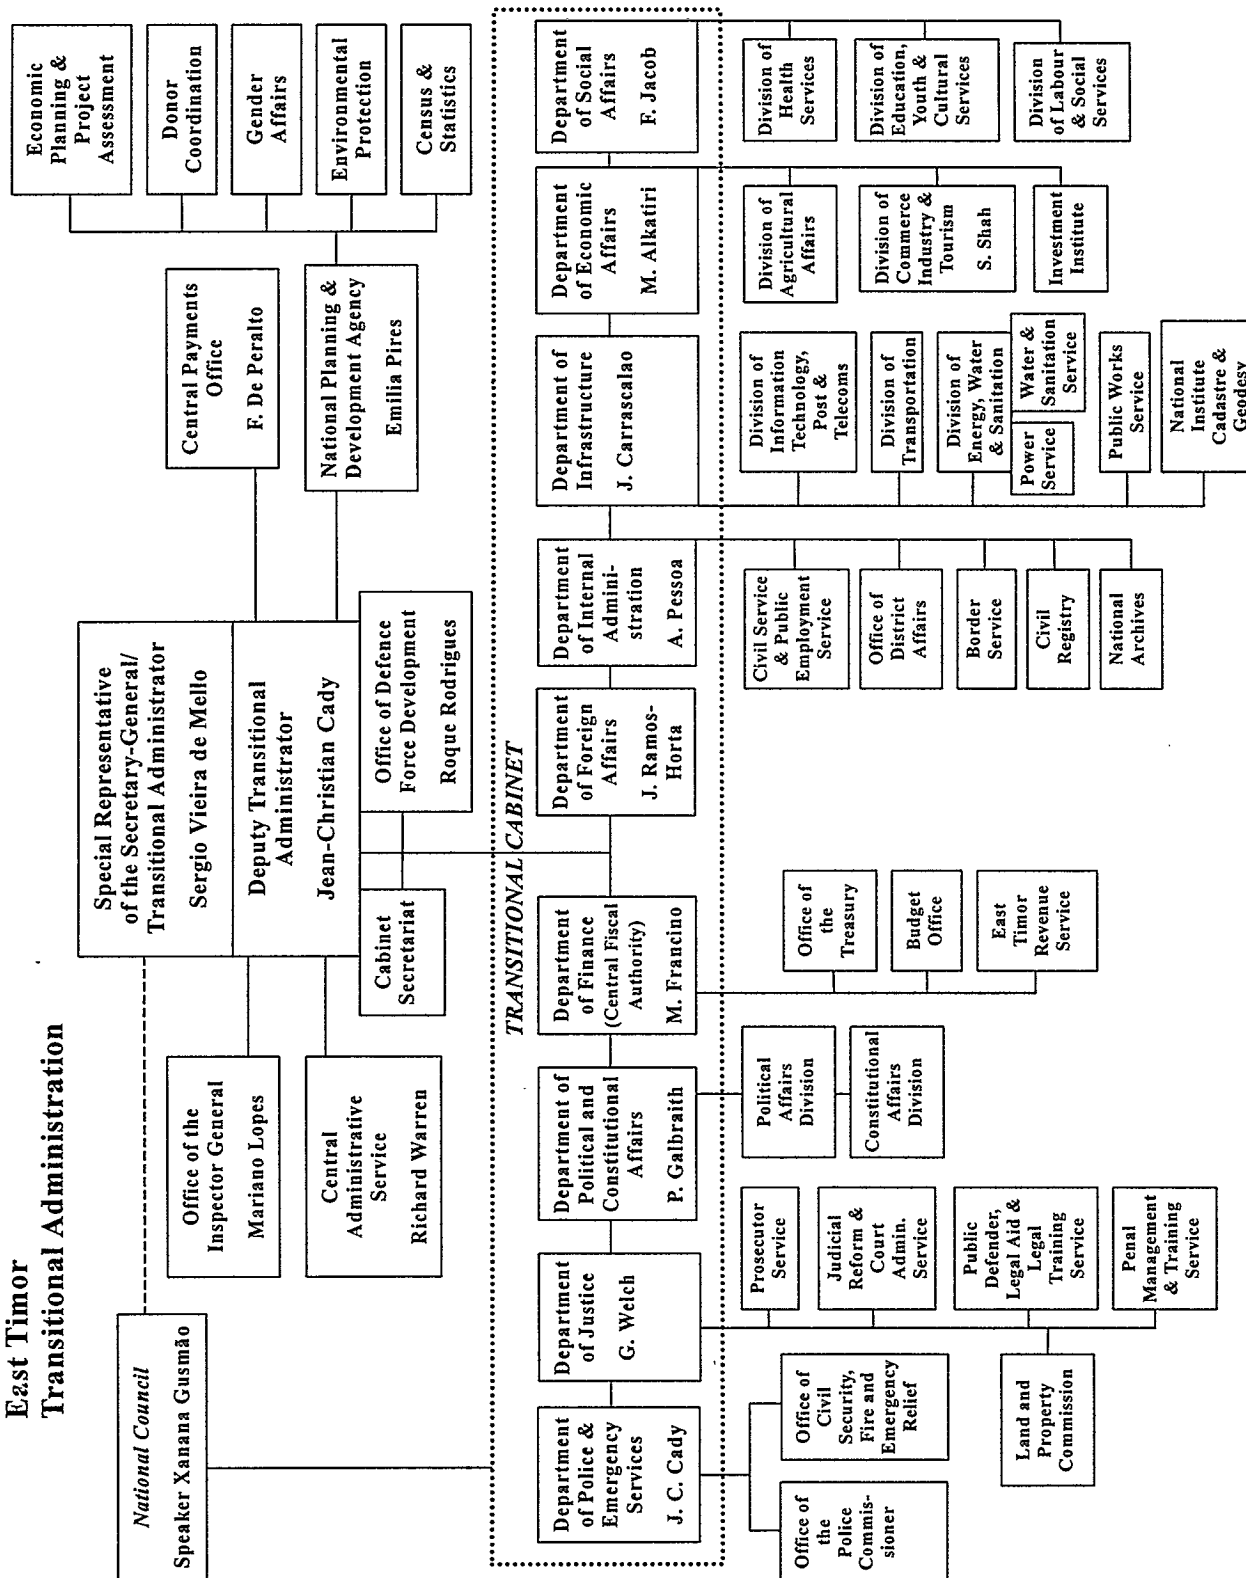 East Timor
Transitional Administration
National Council
Speaker Xanana Gusmão
Special Representative
of the Secretary-General/
Transitional Administrator
Sergio Vieira de Mello
Deputy Transitional
Administrator
Jean-Christian Cady
Office of the
Inspector General
Mariano Lopes
Central
Administrative
Service
Richard Warren
Cabinet
Secretariat
Office of Defence
Force Development
Roque Rodrigues
Central Payments
Office
F. De Peralto
National Planning &
Development Agency
Emilia Pires
Economic
Planning &
Project
Assessment
Donor
Coordination
Gender
Affairs
Environmental
Protection
Census &
Statistics
TRANSITIONAL CABINET
Department
of Police &
Emergency
Services
J. C. Cady
Department
of Justice
G. Welch
Department of
Political and
Constitutional
Affairs
P. Galbraith
Department
of Finance
(Central Fiscal
Authority)
M. Francino
Department
of Foreign
Affairs
J. Ramos-
Horta
Department
of Internal
Admini-
stration
A. Pessoa
Department of
Infrastructure
J. Carrascalao
Department
of Economic
Affairs
M. Alkatiri
Department
of Social
Affairs
F. Jacob
Office of
the
Police
Commis-
sioner
Office of
Civil
Security,
Fire and
Emergency
Relief
Prosecutor
Service
Judicial
Reform &
Court
Admin.
Service
Public
Defender,
Legal Aid &
Legal
Training
Service
Penal
Management
& Training
Service
Land and
Property
Commission
Political
Affairs
Division
Constitutional
Affairs
Division
Office of
the
Treasury
Budget
Office
East
Timor
Revenue
Service
Civil Service
& Public
Employment
Service
Office of
District
Affairs
Border
Service
Civil
Registry
National
Archives
Division of
Information
Technology,
Post &
Telecoms
Division of
Transportation
Division of
Energy, Water
& Sanitation
Power
Service
Water &
Sanitation
Service
Public Works
Service
National
Institute
Cadastre &
Geodesy
Division of
Agricultural
Affairs
Division of
Commerce
Industry &
Tourism
S. Shah
Investment
Institute
Division of
Health
Services
Division of
Education,
Youth &
Cultural
Services
Division
of Labour
& Social
Services